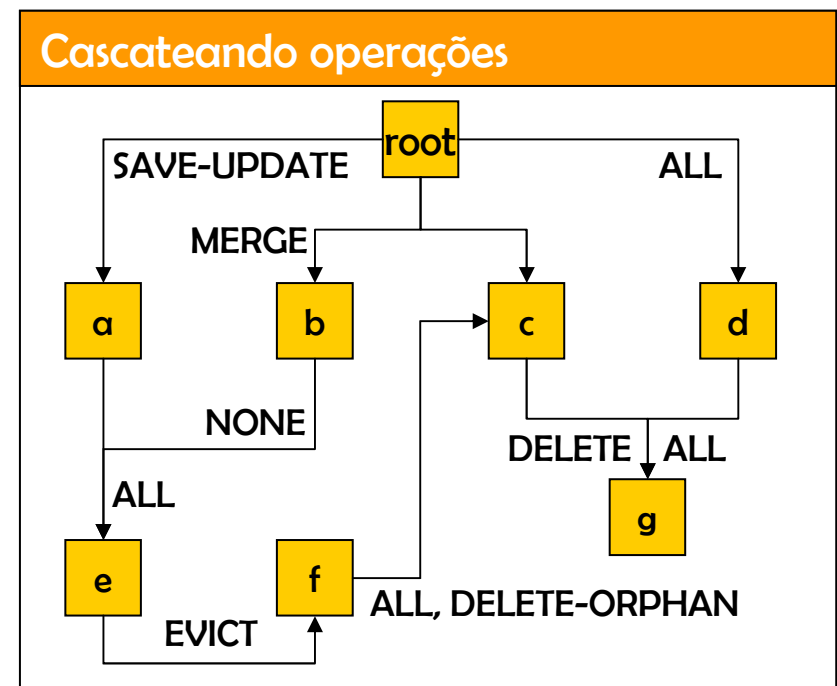 Cascateando operações
root
SAVE-UPDATE
ALL
MERGE
a
b
c
d
NONE
DELETE
ALL
ALL
g
e
f
ALL, DELETE-ORPHAN
EVICT